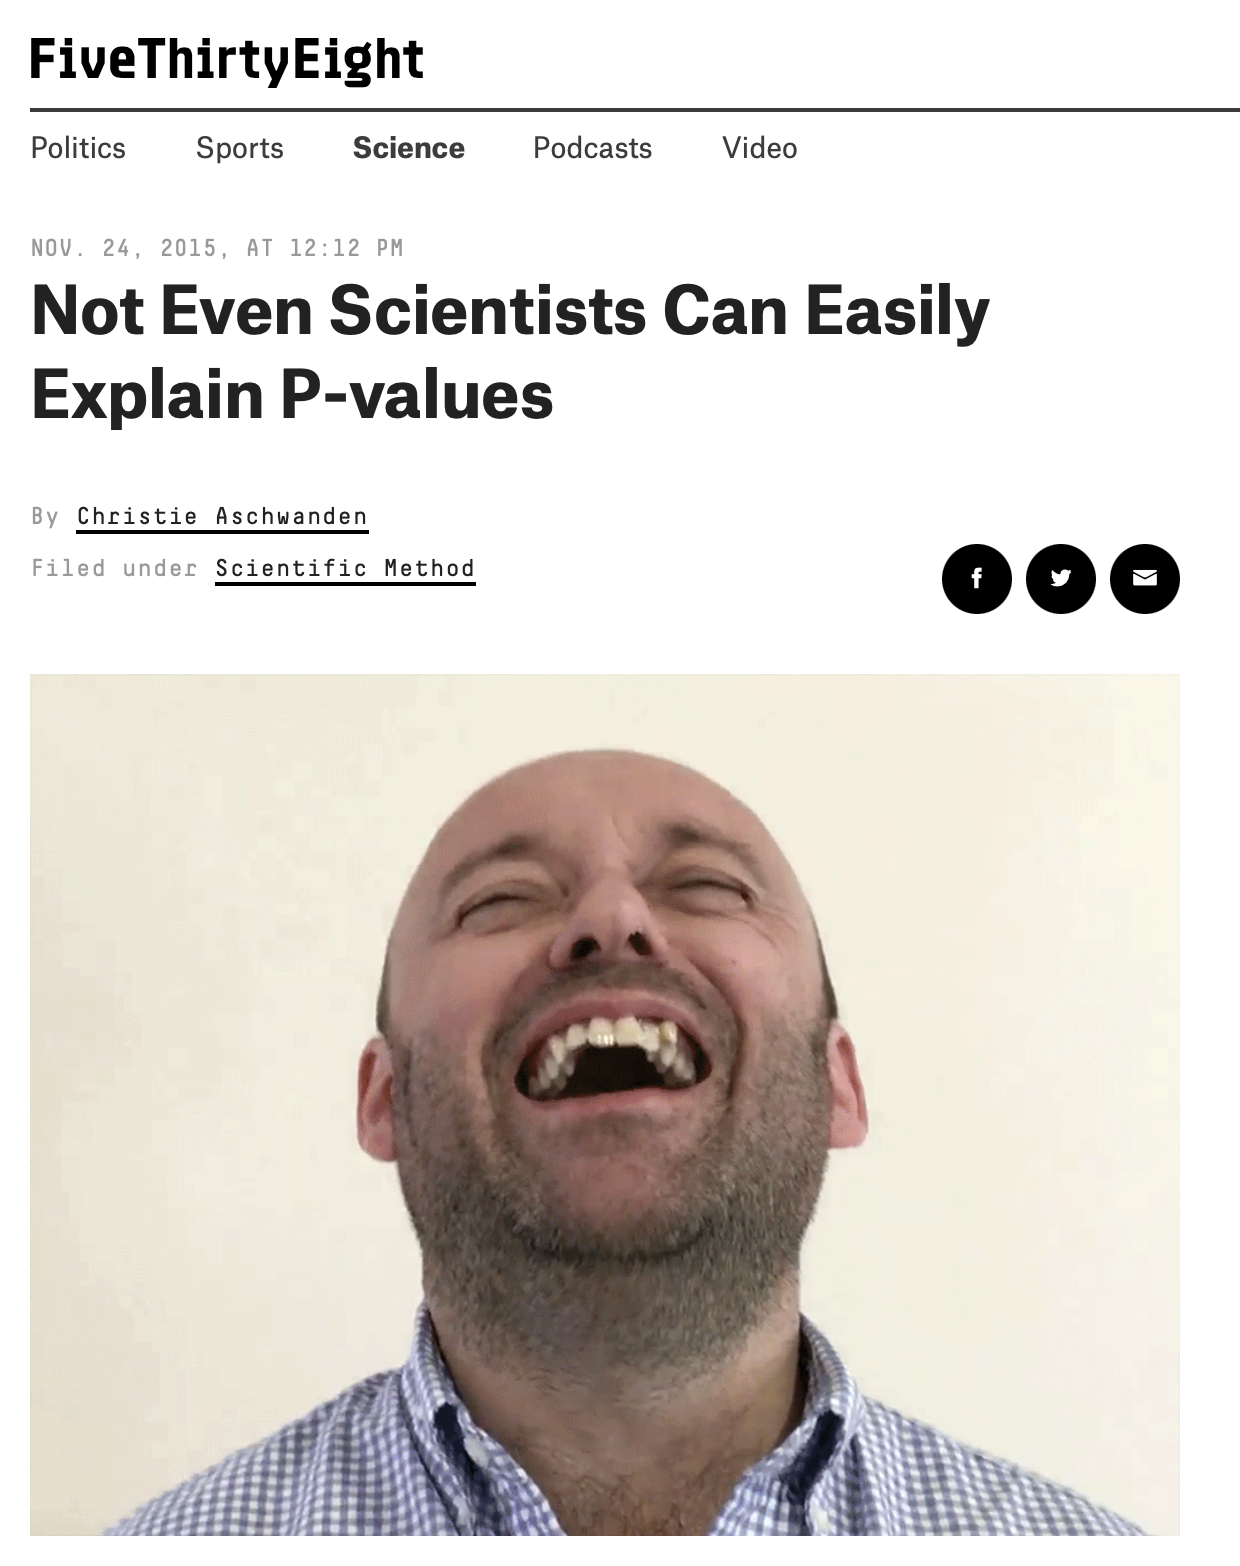 FiveThirtyEight
Politics Sports Science Podcasts Video
NOV. 24, 2015, AT 12:12 PM
Not Even Scientists Can Easily
Explain P-values
By Christie Aschwanden
Filed under Scientific Method